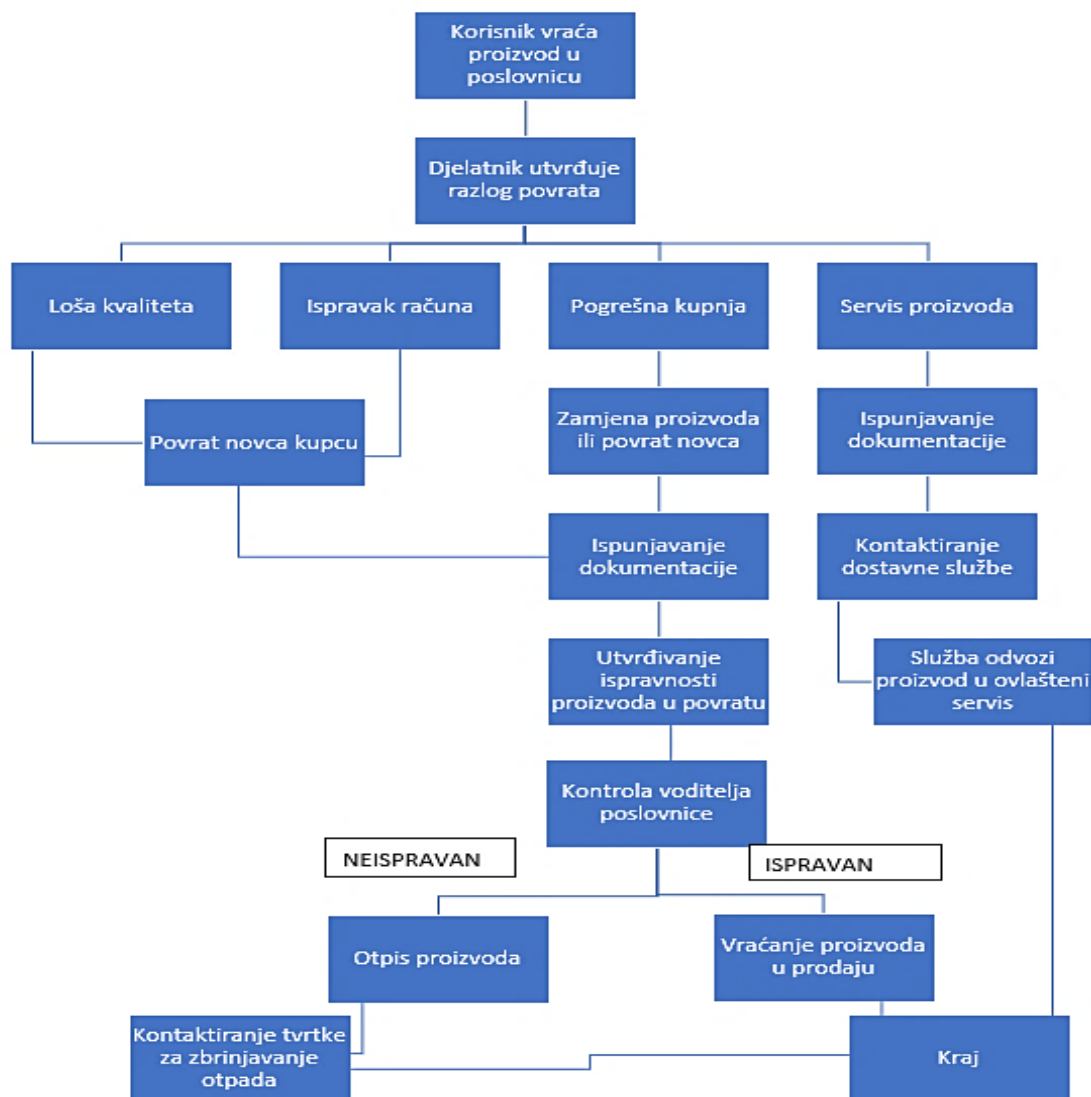 Korisnik vraća
proizvod u
poslovnicu
Djelatnik utvrđuje
razlog povrata
Loša kvaliteta
Ispravak računa
Pogrešna kupnja
Servis proizvoda
Povrat novca kupcu
Zamjena proizvoda
ili povrat novca
Ispunjavanje
dokumentacije
Ispunjavanje
dokumentacije
Kontaktiranje
dostavne službe
Utvrđivanje
ispravnosti
proizvoda u povratu
Služba odvozi
proizvod u ovlašteni
servis
Kontrola voditelja
poslovnice
NEISPRAVAN
ISPRAVAN
Otpis proizvoda
Vraćanje proizvoda
u prodaju
Kontaktiranje tvrtke
za zbrinjavanje
otpada
Kraj